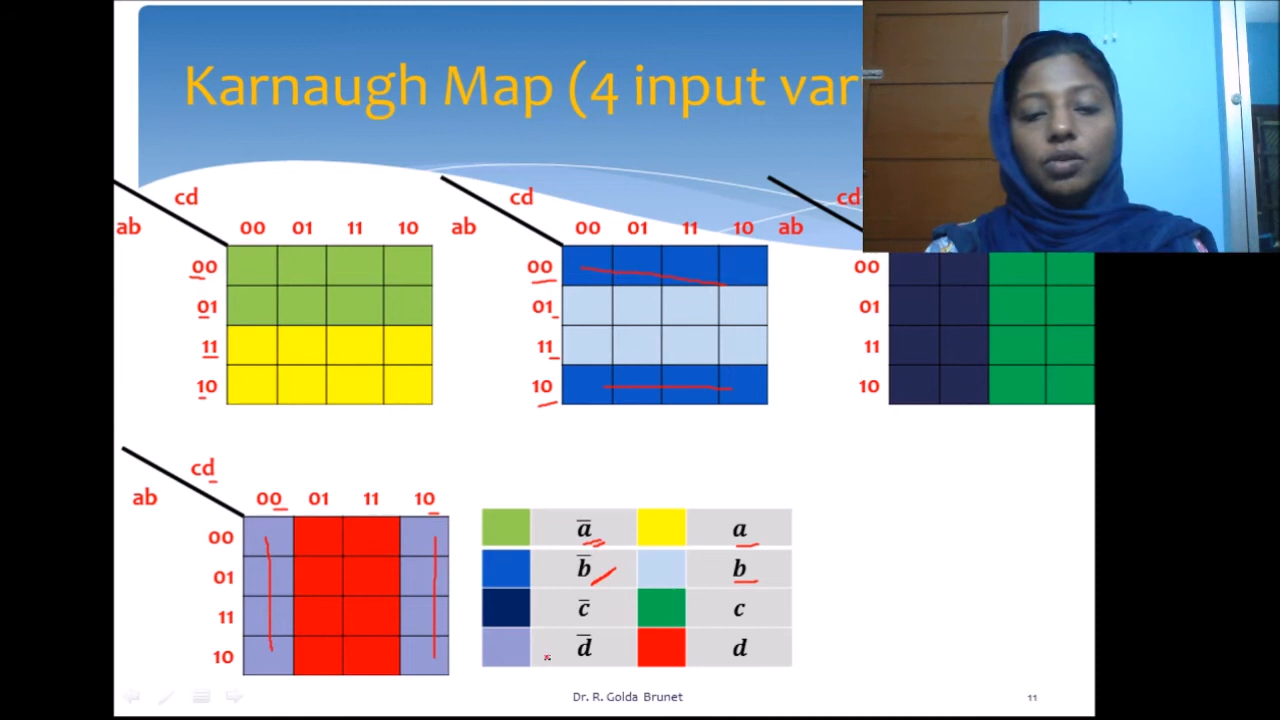 Karnaugh Map (4 input var
cd
ab
00 01 11 10
00
01
11
10
cd
ab
00 01 11 10
00
01
11
10
cd
ab
00
01
11
10
cd
ab
00 01 11 10
00
01
11
10
a̅ a
b̅ b
c̅ c
d̅ d
Dr. R. Golda Brunet
11